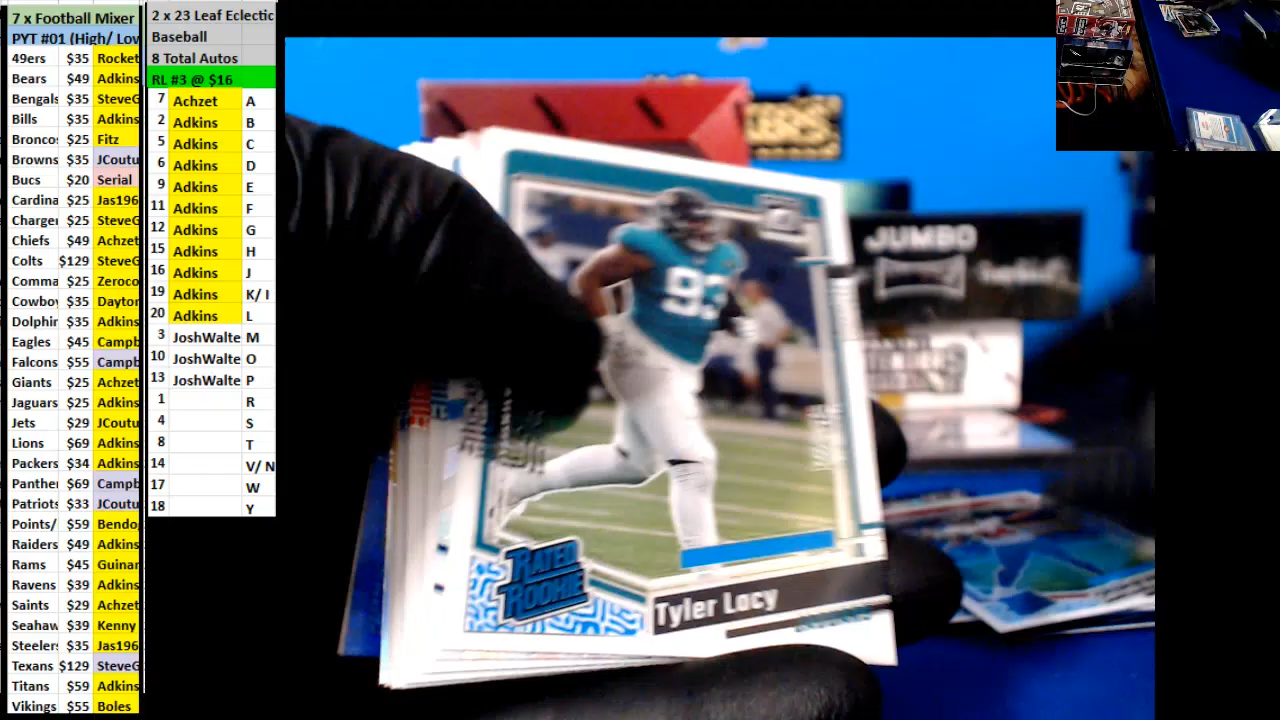 7 x Football Mixer
PYT #01 (High/ Lov
49ers $35 Rocket
Bears $49 Adkins
Bengals $35 SteveG
Bills $35 Adkins
Broncos $25 Fitz
Browns $35 JCoutu
Bucs $20 Serial
Cardina $25 Jas196
Charger $25 SteveG
Chiefs $49 Achzet
Colts $129 SteveG
Comma $25 Zeroco
Cowboy $35 Dayton
Dolphin $35 Adkins
Eagles $45 Campb
Falcons $55 Campb
Giants $25 Achzet
Jaguars $25 Adkins
Jets $29 JCoutu
Lions $69 Adkins
Packers $34 Adkins
Panther $69 Campb
Patriots $33 JCoutu
Points/ $59 Bendo
Raiders $49 Adkins
Rams $45 Guinar
Ravens $39 Adkins
Saints $29 Achzet
Seahaw $39 Kenny
Steelers $35 Jas196
Texans $129 SteveG
Titans $59 Adkins
Vikings $55 Boles
2 x 23 Leaf Eclectic
Baseball
8 Total Autos
RL #3 @ $16
7 Achzet A
2 Adkins B
5 Adkins C
6 Adkins D
9 Adkins E
11 Adkins F
12 Adkins G
15 Adkins H
16 Adkins J
19 Adkins K/ I
20 Adkins L
3 JoshWalte M
10 JoshWalte O
13 JoshWalte P
1 R
4 S
8 T
14 V/ N
17 W
18 Y
JUMBO
93
RATED
ROOKIE
Tyler Lacy